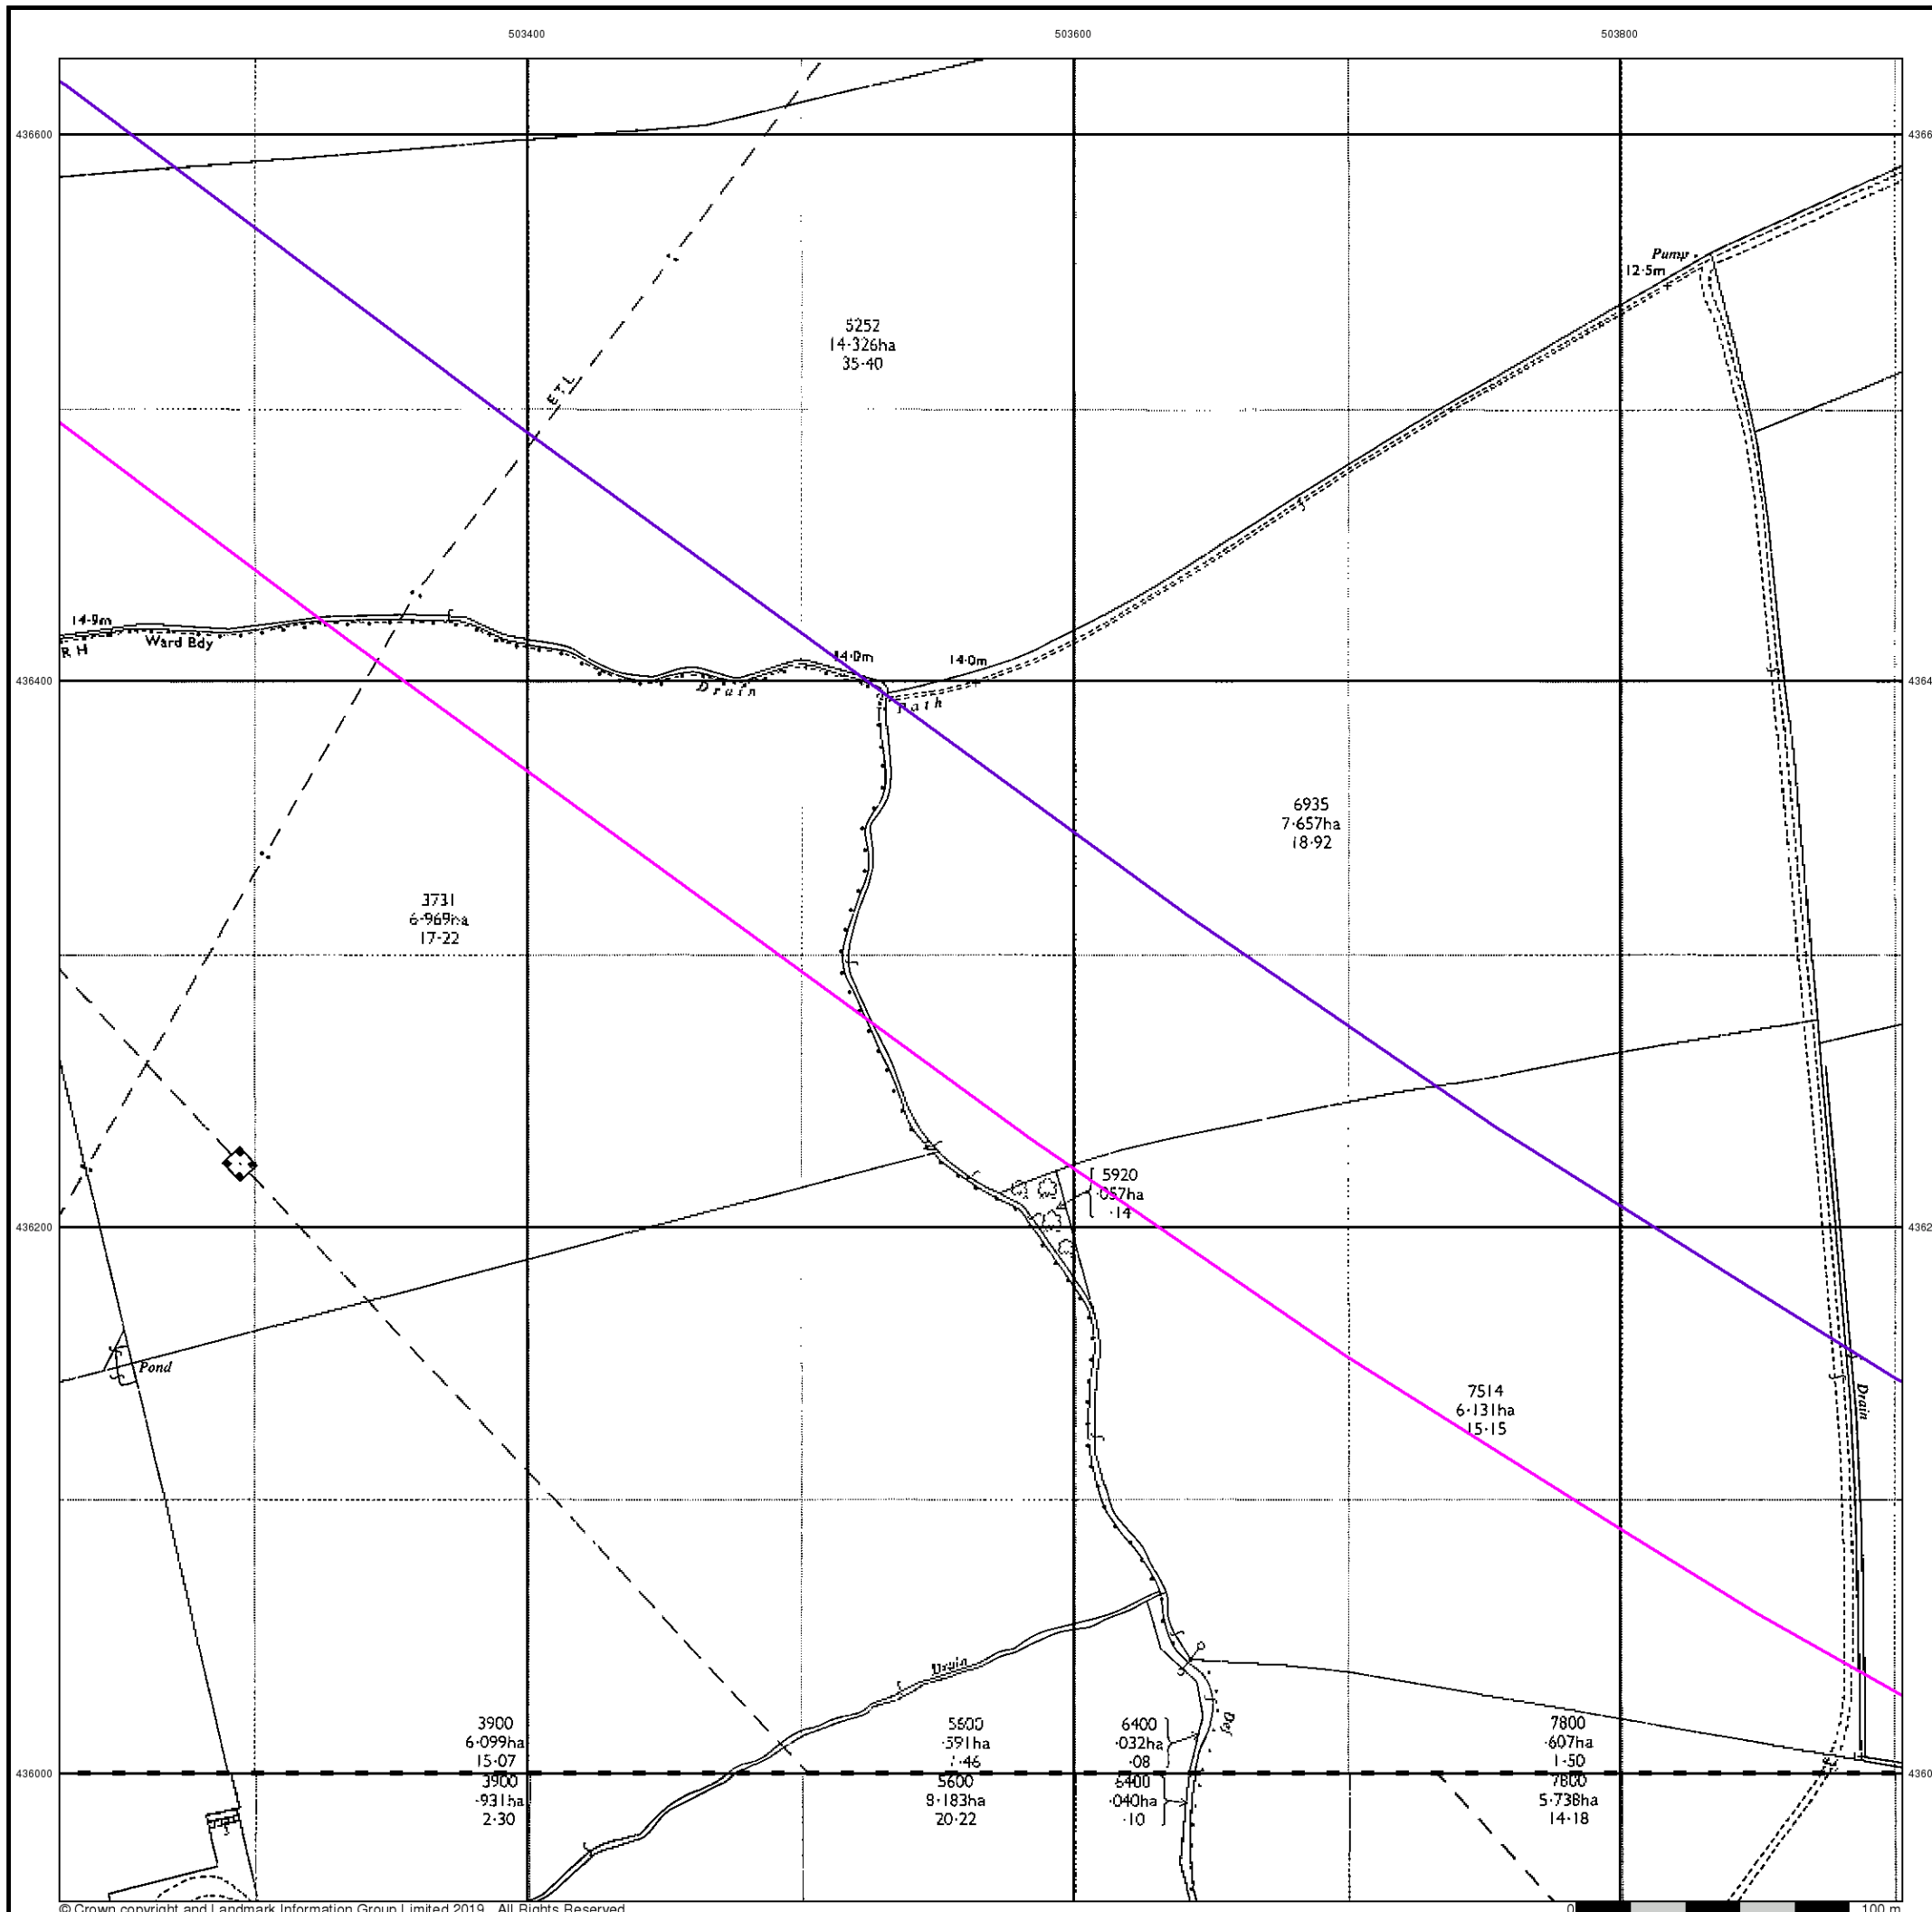 503400
503600
503800
436600
Pump
12·5m
5252
14·326ha
35·40
ETL
14·9m
Ward Bdy
R H
14·0m
14·0m
436400
Drain
Path
6935
7·657ha
18·92
3731
6·969ha
17·22
5920
·057ha
·14
436200
Pond
7514
6·131ha
15·15
Drain
Drain
Def
3900
6·099ha
15·07
5600
·591ha
1·46
6400
·032ha
·08
7800
·607ha
1·50
436000
3900
·931ha
2·30
5600
8·183ha
20·22
6400
·040ha
·10
7800
5·738ha
14·18
© Crown copyright and Landmark Information Group Limited 2019. All Rights Reserved.
0
100 m